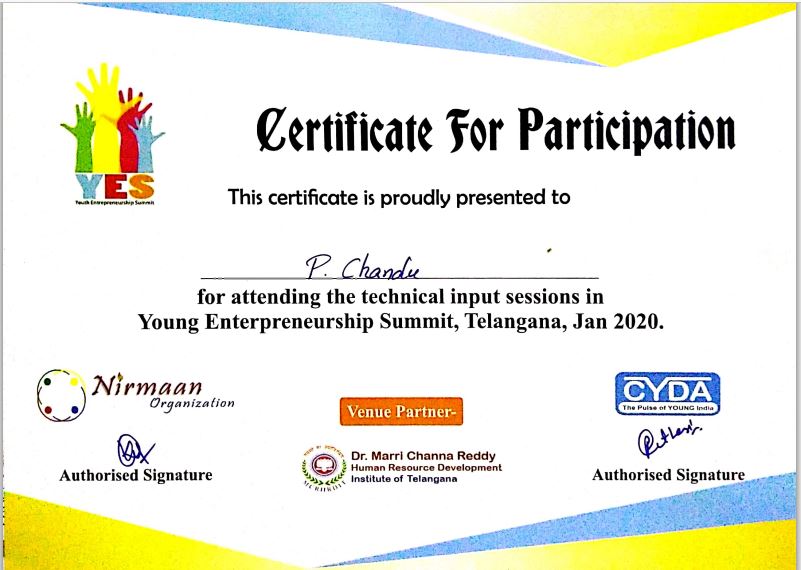 Certificate For Participation
YES
Youth Entrepreneurship Summit
This certificate is proudly presented to
P. Chandu
for attending the technical input sessions in
Young Enterpreneurship Summit, Telangana, Jan 2020.
Nirmaan
Organization
CYDA
The Pulse of YOUNG India
Venue Partner-
Dr. Marri Channa Reddy
Human Resource Development
Institute of Telangana
MCRHRDIT
Authorised Signature
Authorised Signature